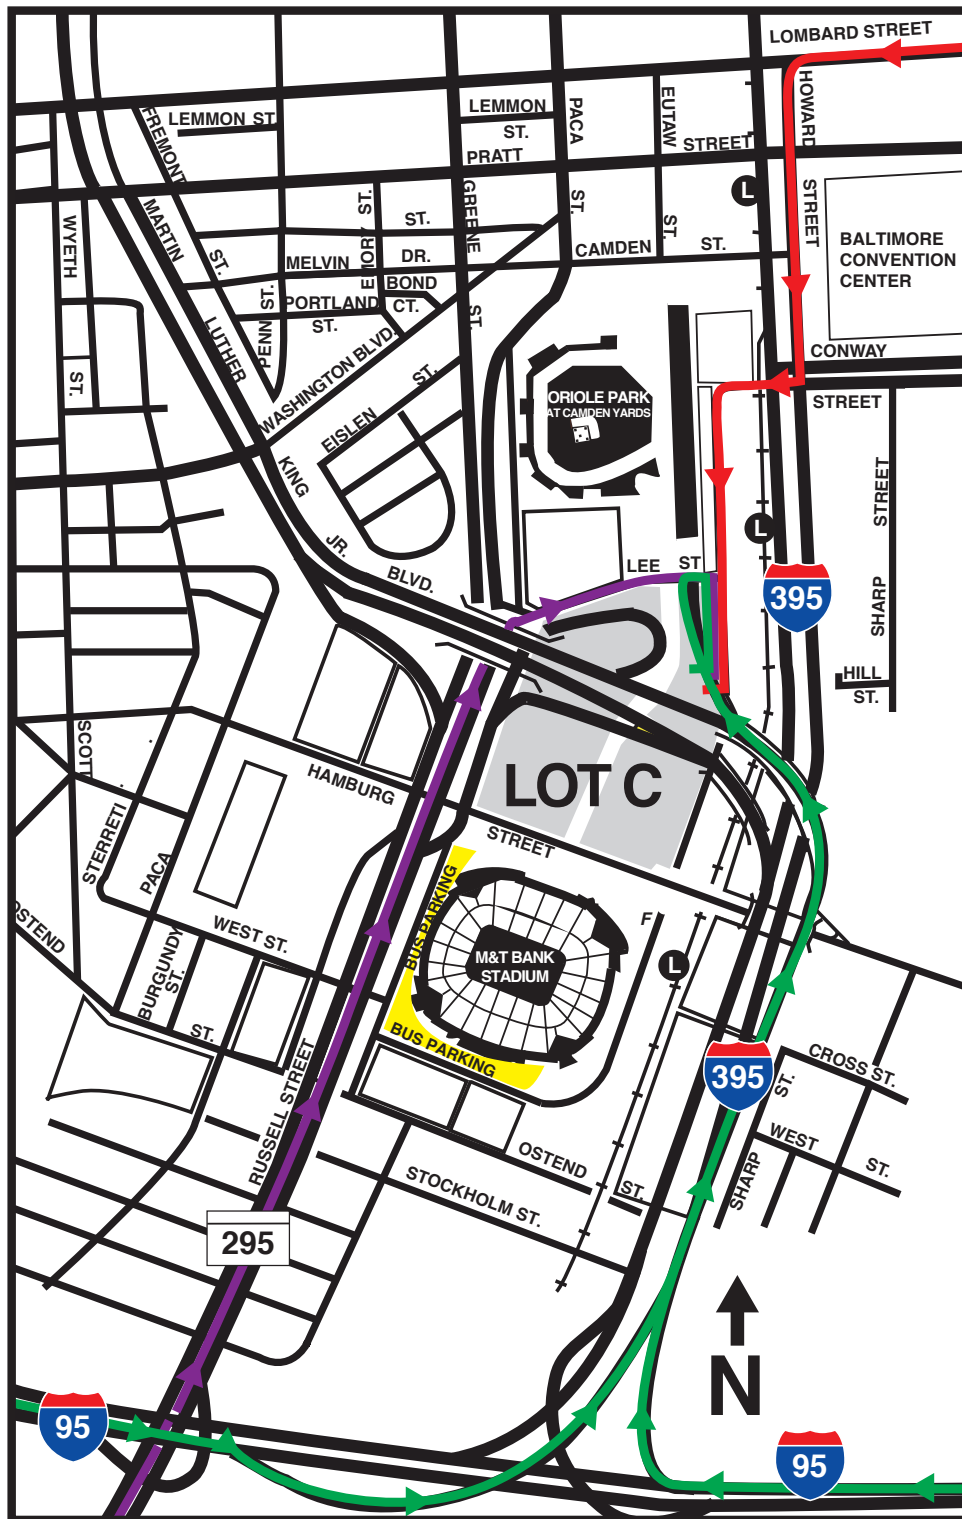 LOMBARD STREET
HOWARD
STREET
FREMONT
ST.
LEMMON ST.
LEMMON
ST.
PACA
ST.
EUTAW
ST.
STREET
PRATT
L
BALTIMORE
CONVENTION
CENTER
WYETH
ST.
MARTIN
LUTHER
KING
JR.
BLVD.
EMORY ST.
ST.
GREENE
ST.
MELVIN
DR.
CAMDEN
ST.
BOND
CT.
PORTLAND
ST.
PENN ST.
WASHINGTON BLVD.
EISLEN
ST.
CONWAY
STREET
ORIOLE PARK
AT CAMDEN YARDS
L
LEE
ST
395
SHARP
STREET
HILL
ST.
SCOTT
HAMBURG
STREET
LOT C
STERRETT
PACA
BURGUNDY
ST.
OSTEND
ST.
WEST ST.
BUS PARKING
BUS PARKING
M&T BANK
STADIUM
F
L
RUSSELL STREET
395
CROSS ST.
SHARP
ST.
WEST
ST.
OSTEND
ST.
STOCKHOLM ST.
295
N
95
95